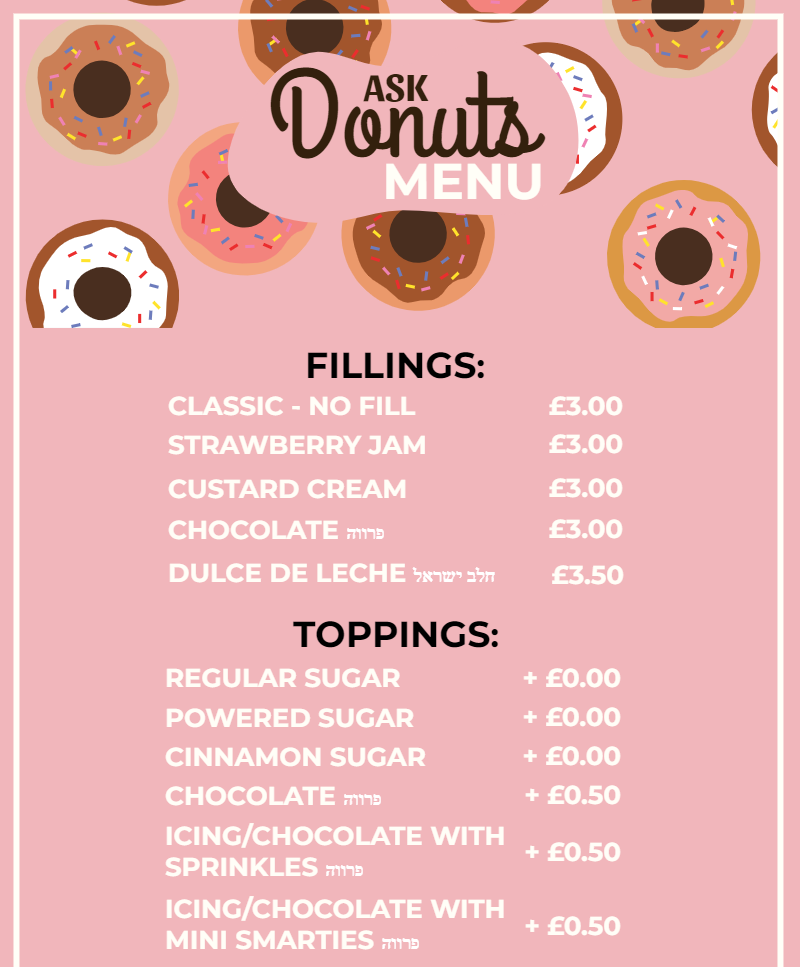 ASK
Donuts
MENU
FILLINGS:
CLASSIC - NO FILL £3.00
STRAWBERRY JAM £3.00
CUSTARD CREAM £3.00
CHOCOLATE פרווה £3.00
DULCE DE LECHE חלב ישראל £3.50
TOPPINGS:
REGULAR SUGAR + £0.00
POWERED SUGAR + £0.00
CINNAMON SUGAR + £0.00
CHOCOLATE פרווה + £0.50
ICING/CHOCOLATE WITH
SPRINKLES פרווה + £0.50
ICING/CHOCOLATE WITH
MINI SMARTIES פרווה + £0.50